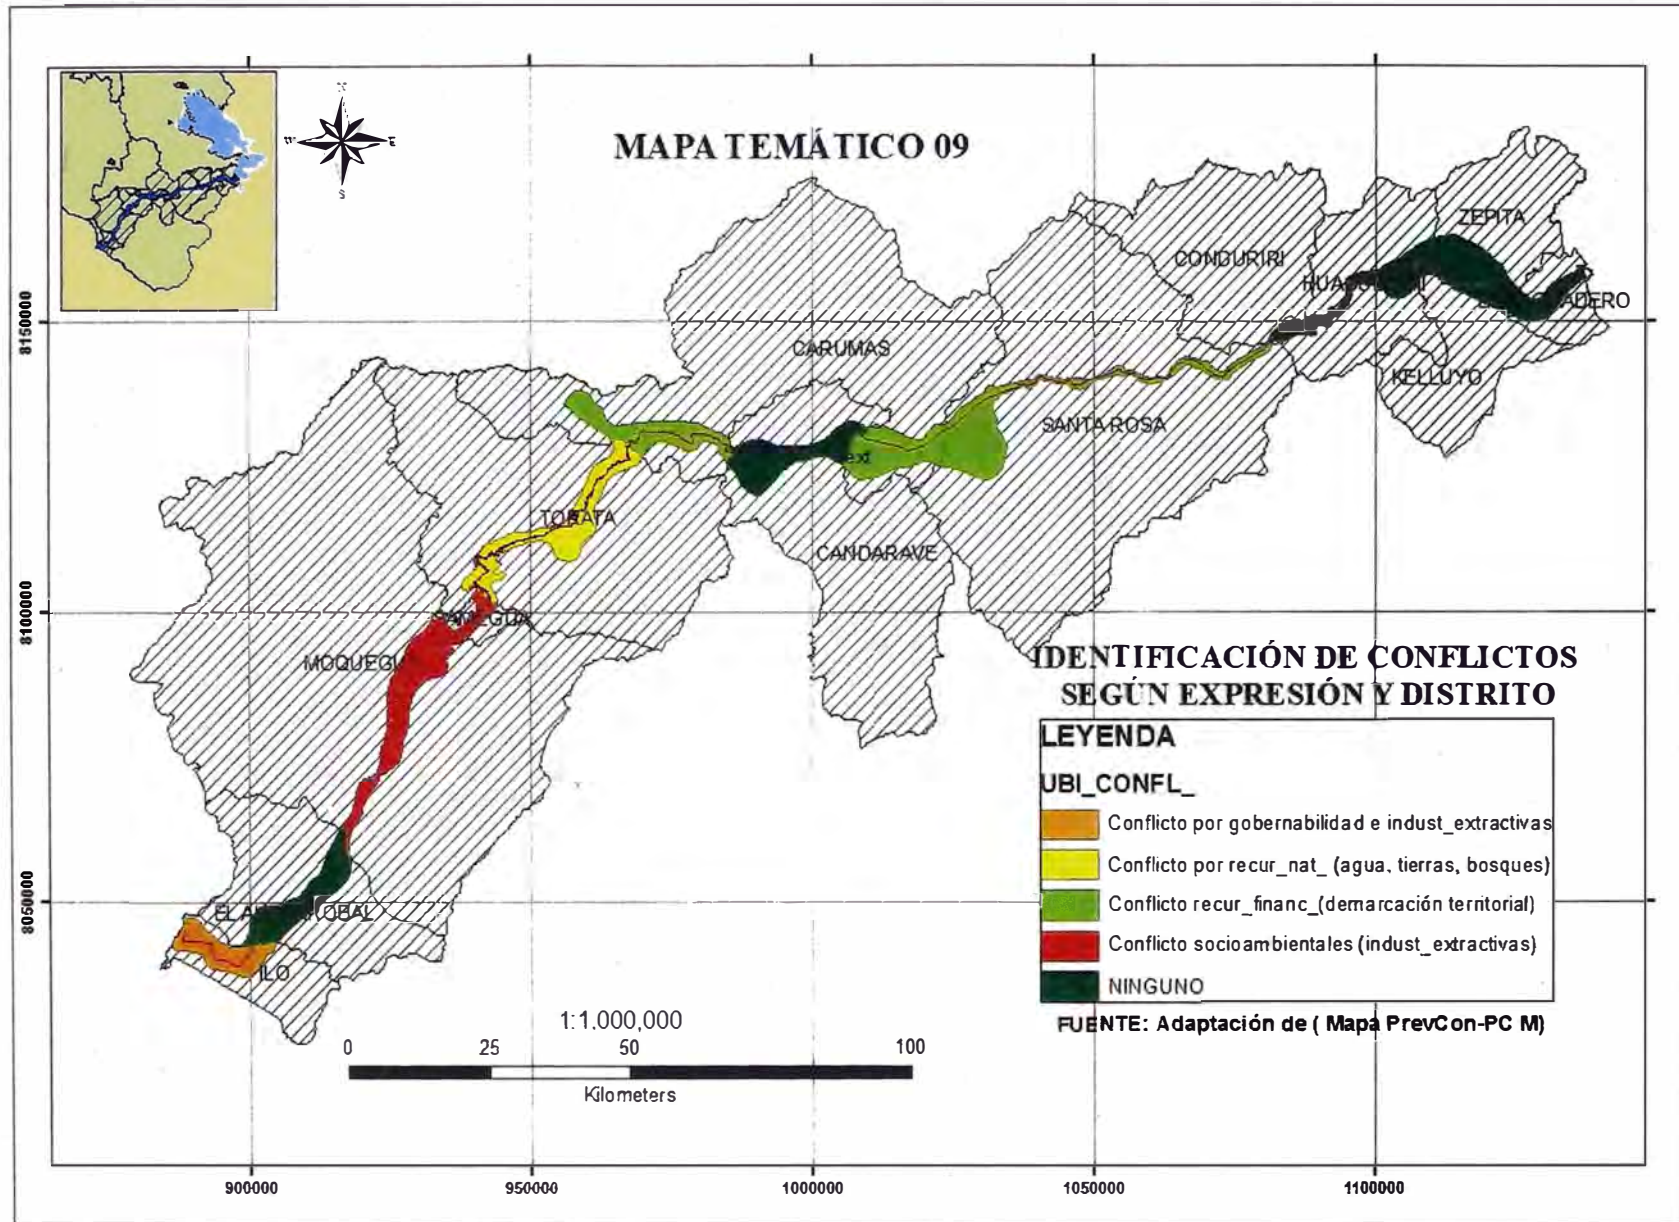 MAPA TEMÁTICO 09
N
W
E
S
ZEPITA
CONDURIRI
8150000
CARUMAS
KELLUYO
SANTA ROSA
TORATA
CANDARAVE
8100000
IDENTIFICACIÓN DE CONFLICTOS
SEGÚN EXPRESIÓN Y DISTRITO
LEYENDA
UBI_CONFL_
Conflicto por gobernabilidad e indust_extractivas
Conflicto por recur_nat_ (agua, tierras, bosques)
Conflicto recur_financ_(demarcación territorial)
Conflicto socioambientales (indust_extractivas)
NINGUNO
FUENTE: Adaptación de ( Mapa PrevCon-PC M)
8050000
ILO
1:1.000,000
0 25 50 100
Kilometers
900000 950000 1000000 1050000 1100000